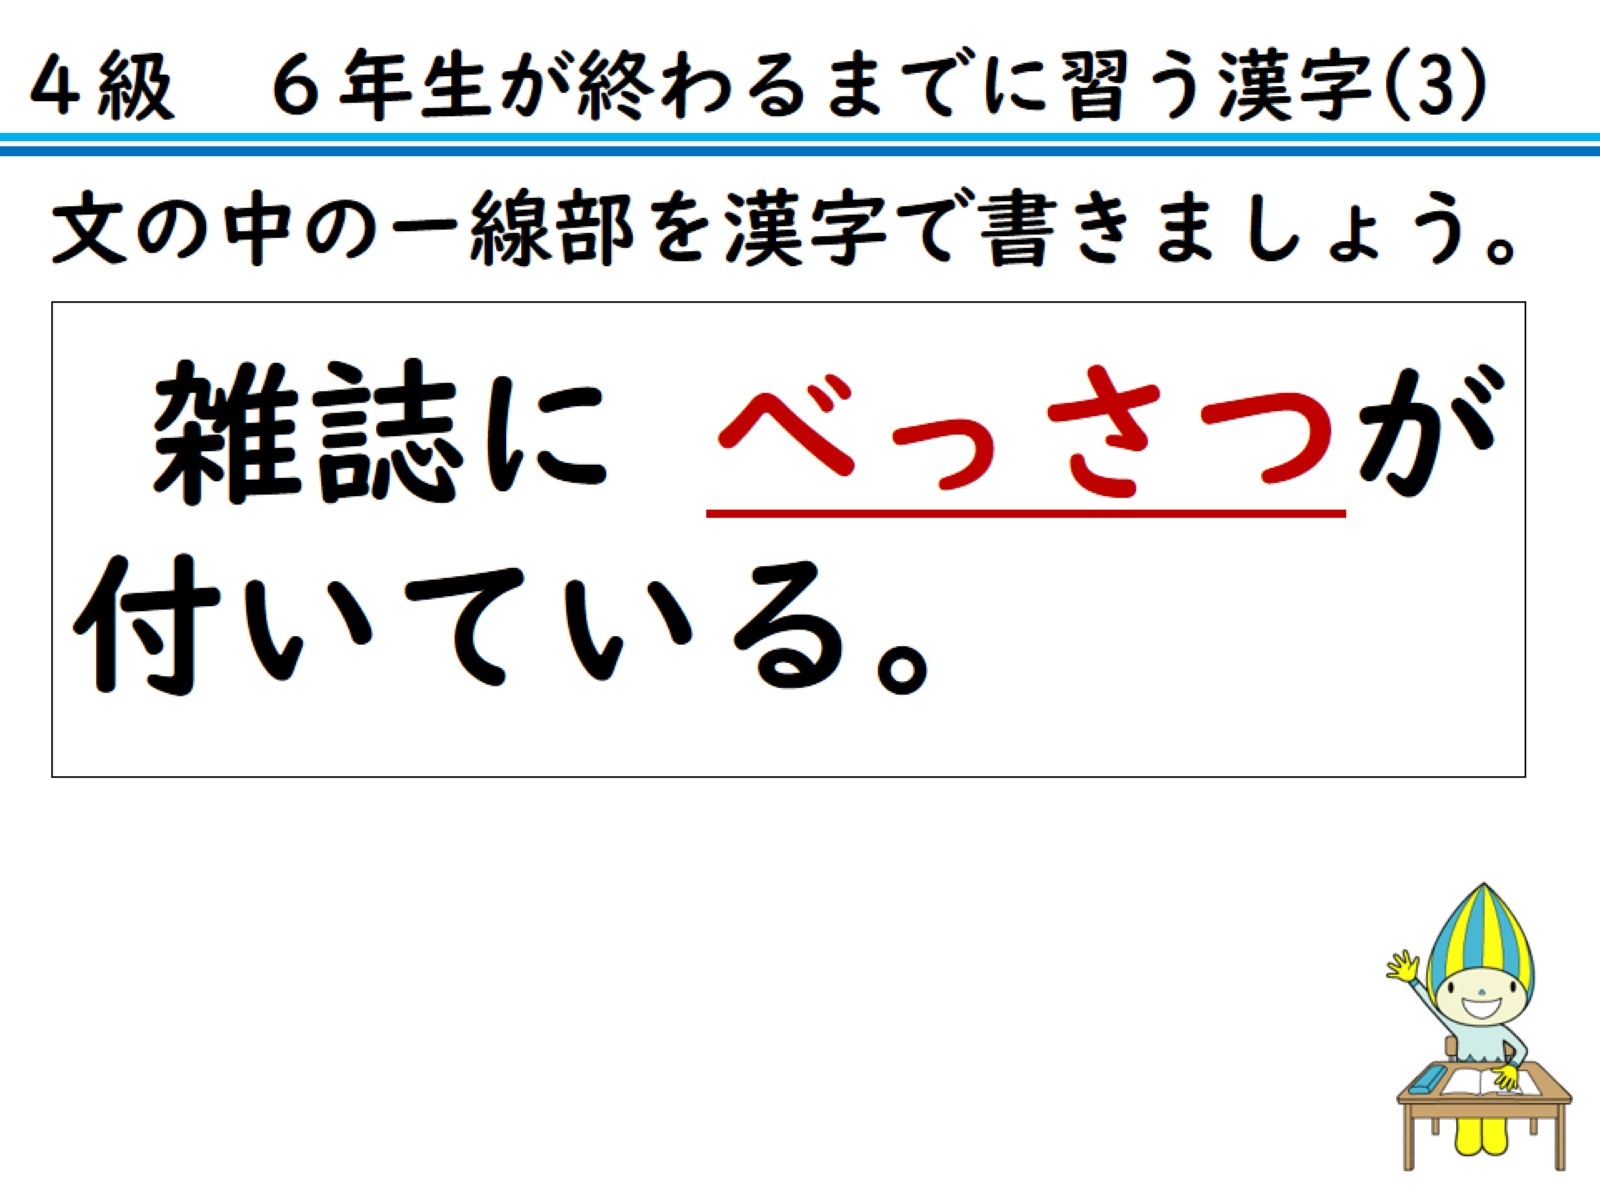 ４級　６年生が終わるまでに習う漢字(3)
文の中の一線部を漢字で書きましょう。
雑誌に　べっさつが
付いている。